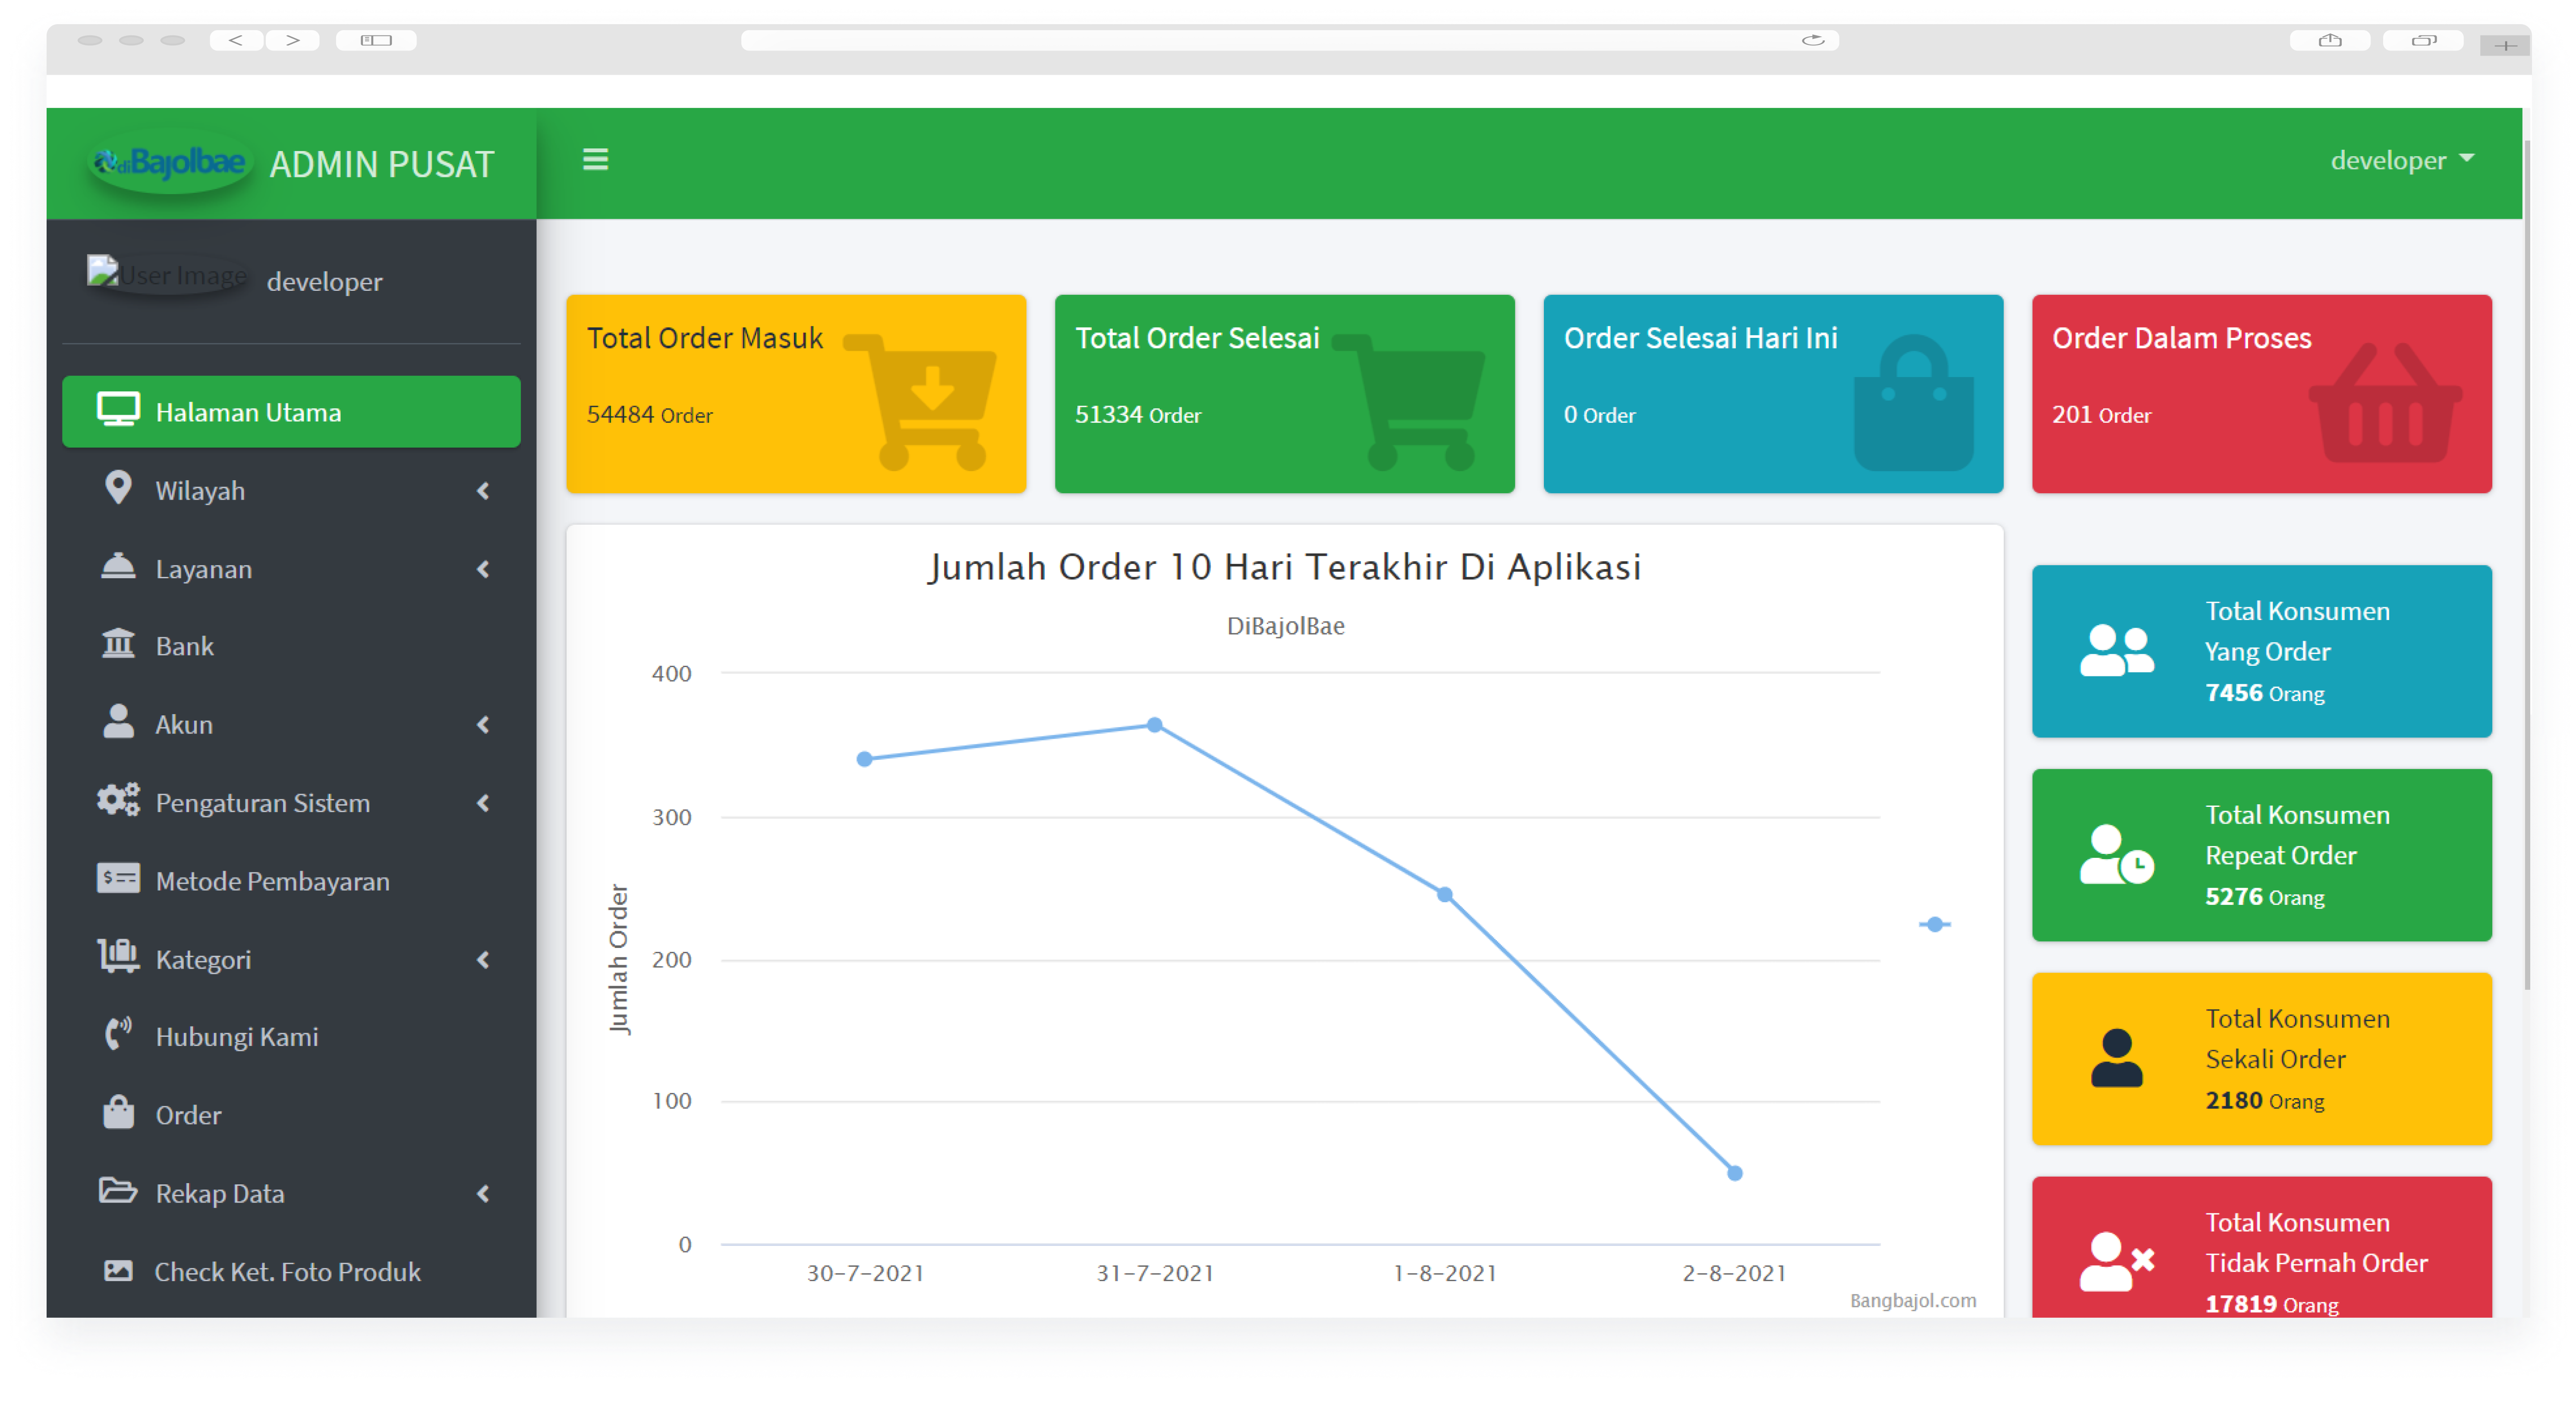 diBajolbae ADMIN PUSAT
developer
User Image developer
Halaman Utama
Wilayah
Layanan
Bank
Akun
Pengaturan Sistem
Metode Pembayaran
Kategori
Hubungi Kami
Order
Rekap Data
Check Ket. Foto Produk
Total Order Masuk
54484 Order
Total Order Selesai
51334 Order
Order Selesai Hari Ini
0 Order
Order Dalam Proses
201 Order
Jumlah Order 10 Hari Terakhir Di Aplikasi
DiBajolBae
Jumlah Order
400
300
200
100
0
30-7-2021
31-7-2021
1-8-2021
2-8-2021
Bangbajol.com
Total Konsumen
Yang Order
7456 Orang
Total Konsumen
Repeat Order
5276 Orang
Total Konsumen
Sekali Order
2180 Orang
Total Konsumen
Tidak Pernah Order
17819 Orang